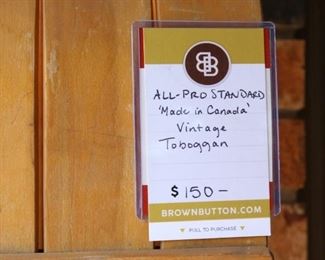 BB
ALL-PRO STANDARD
'Made in Canada'
Vintage
Toboggan
$150-
BROWNBUTTON.COM
▼ PULL TO PURCHASE ▼